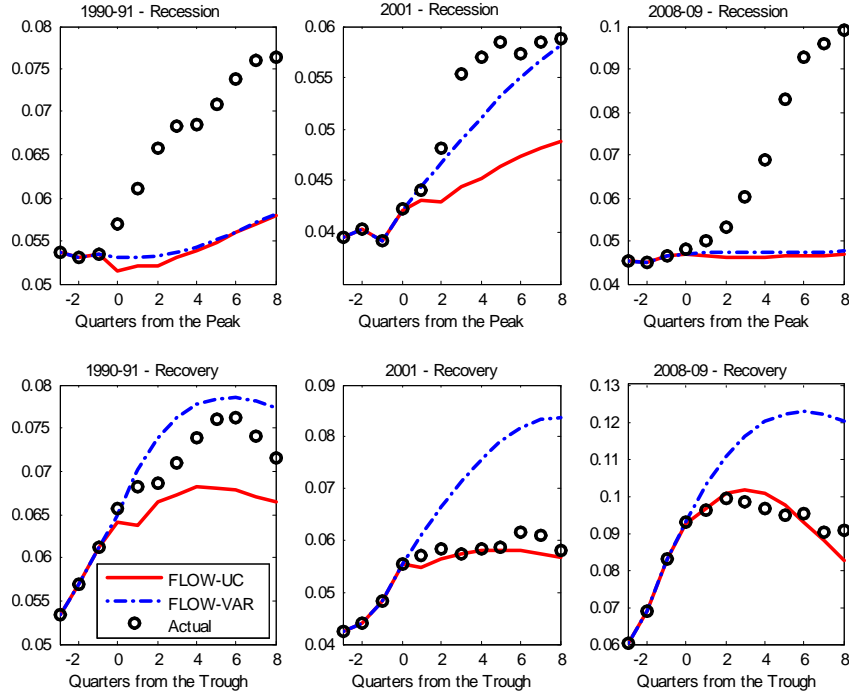 1990-91 - Recession
2001 - Recession
2008-09 - Recession
0.08
0.075
0.07
0.065
0.06
0.055
0.05
-2 0 2 4 6 8
Quarters from the Peak
0.06
0.055
0.05
0.045
0.04
-2 0 2 4 6 8
Quarters from the Peak
0.1
0.09
0.08
0.07
0.06
0.05
0.04
-2 0 2 4 6 8
Quarters from the Peak
1990-91 - Recovery
2001 - Recovery
2008-09 - Recovery
0.08
0.075
0.07
0.065
0.06
0.055
0.05
FLOW-UC
FLOW-VAR
Actual
-2 0 2 4 6 8
Quarters from the Trough
0.09
0.08
0.07
0.06
0.05
0.04
-2 0 2 4 6 8
Quarters from the Trough
0.13
0.12
0.11
0.1
0.09
0.08
0.07
0.06
-2 0 2 4 6 8
Quarters from the Trough